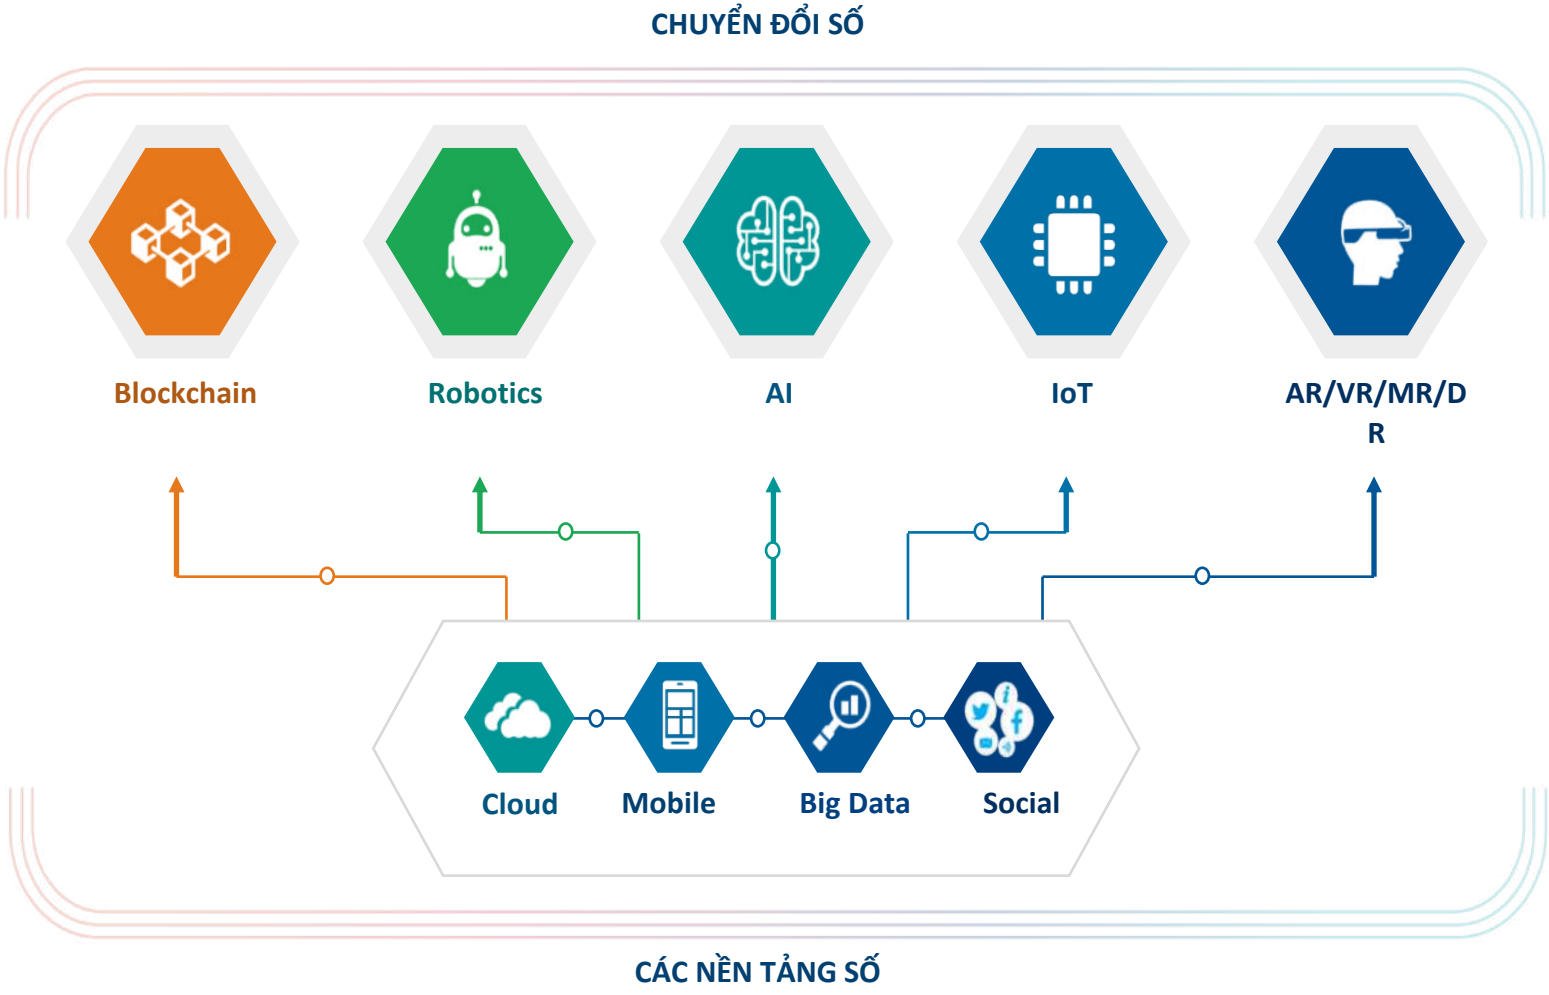 CHUYỂN ĐỔI SỐ
Blockchain
Robotics
AI
IoT
AR/VR/MR/D
R
Cloud
Mobile
Big Data
Social
CÁC NỀN TẢNG SỐ